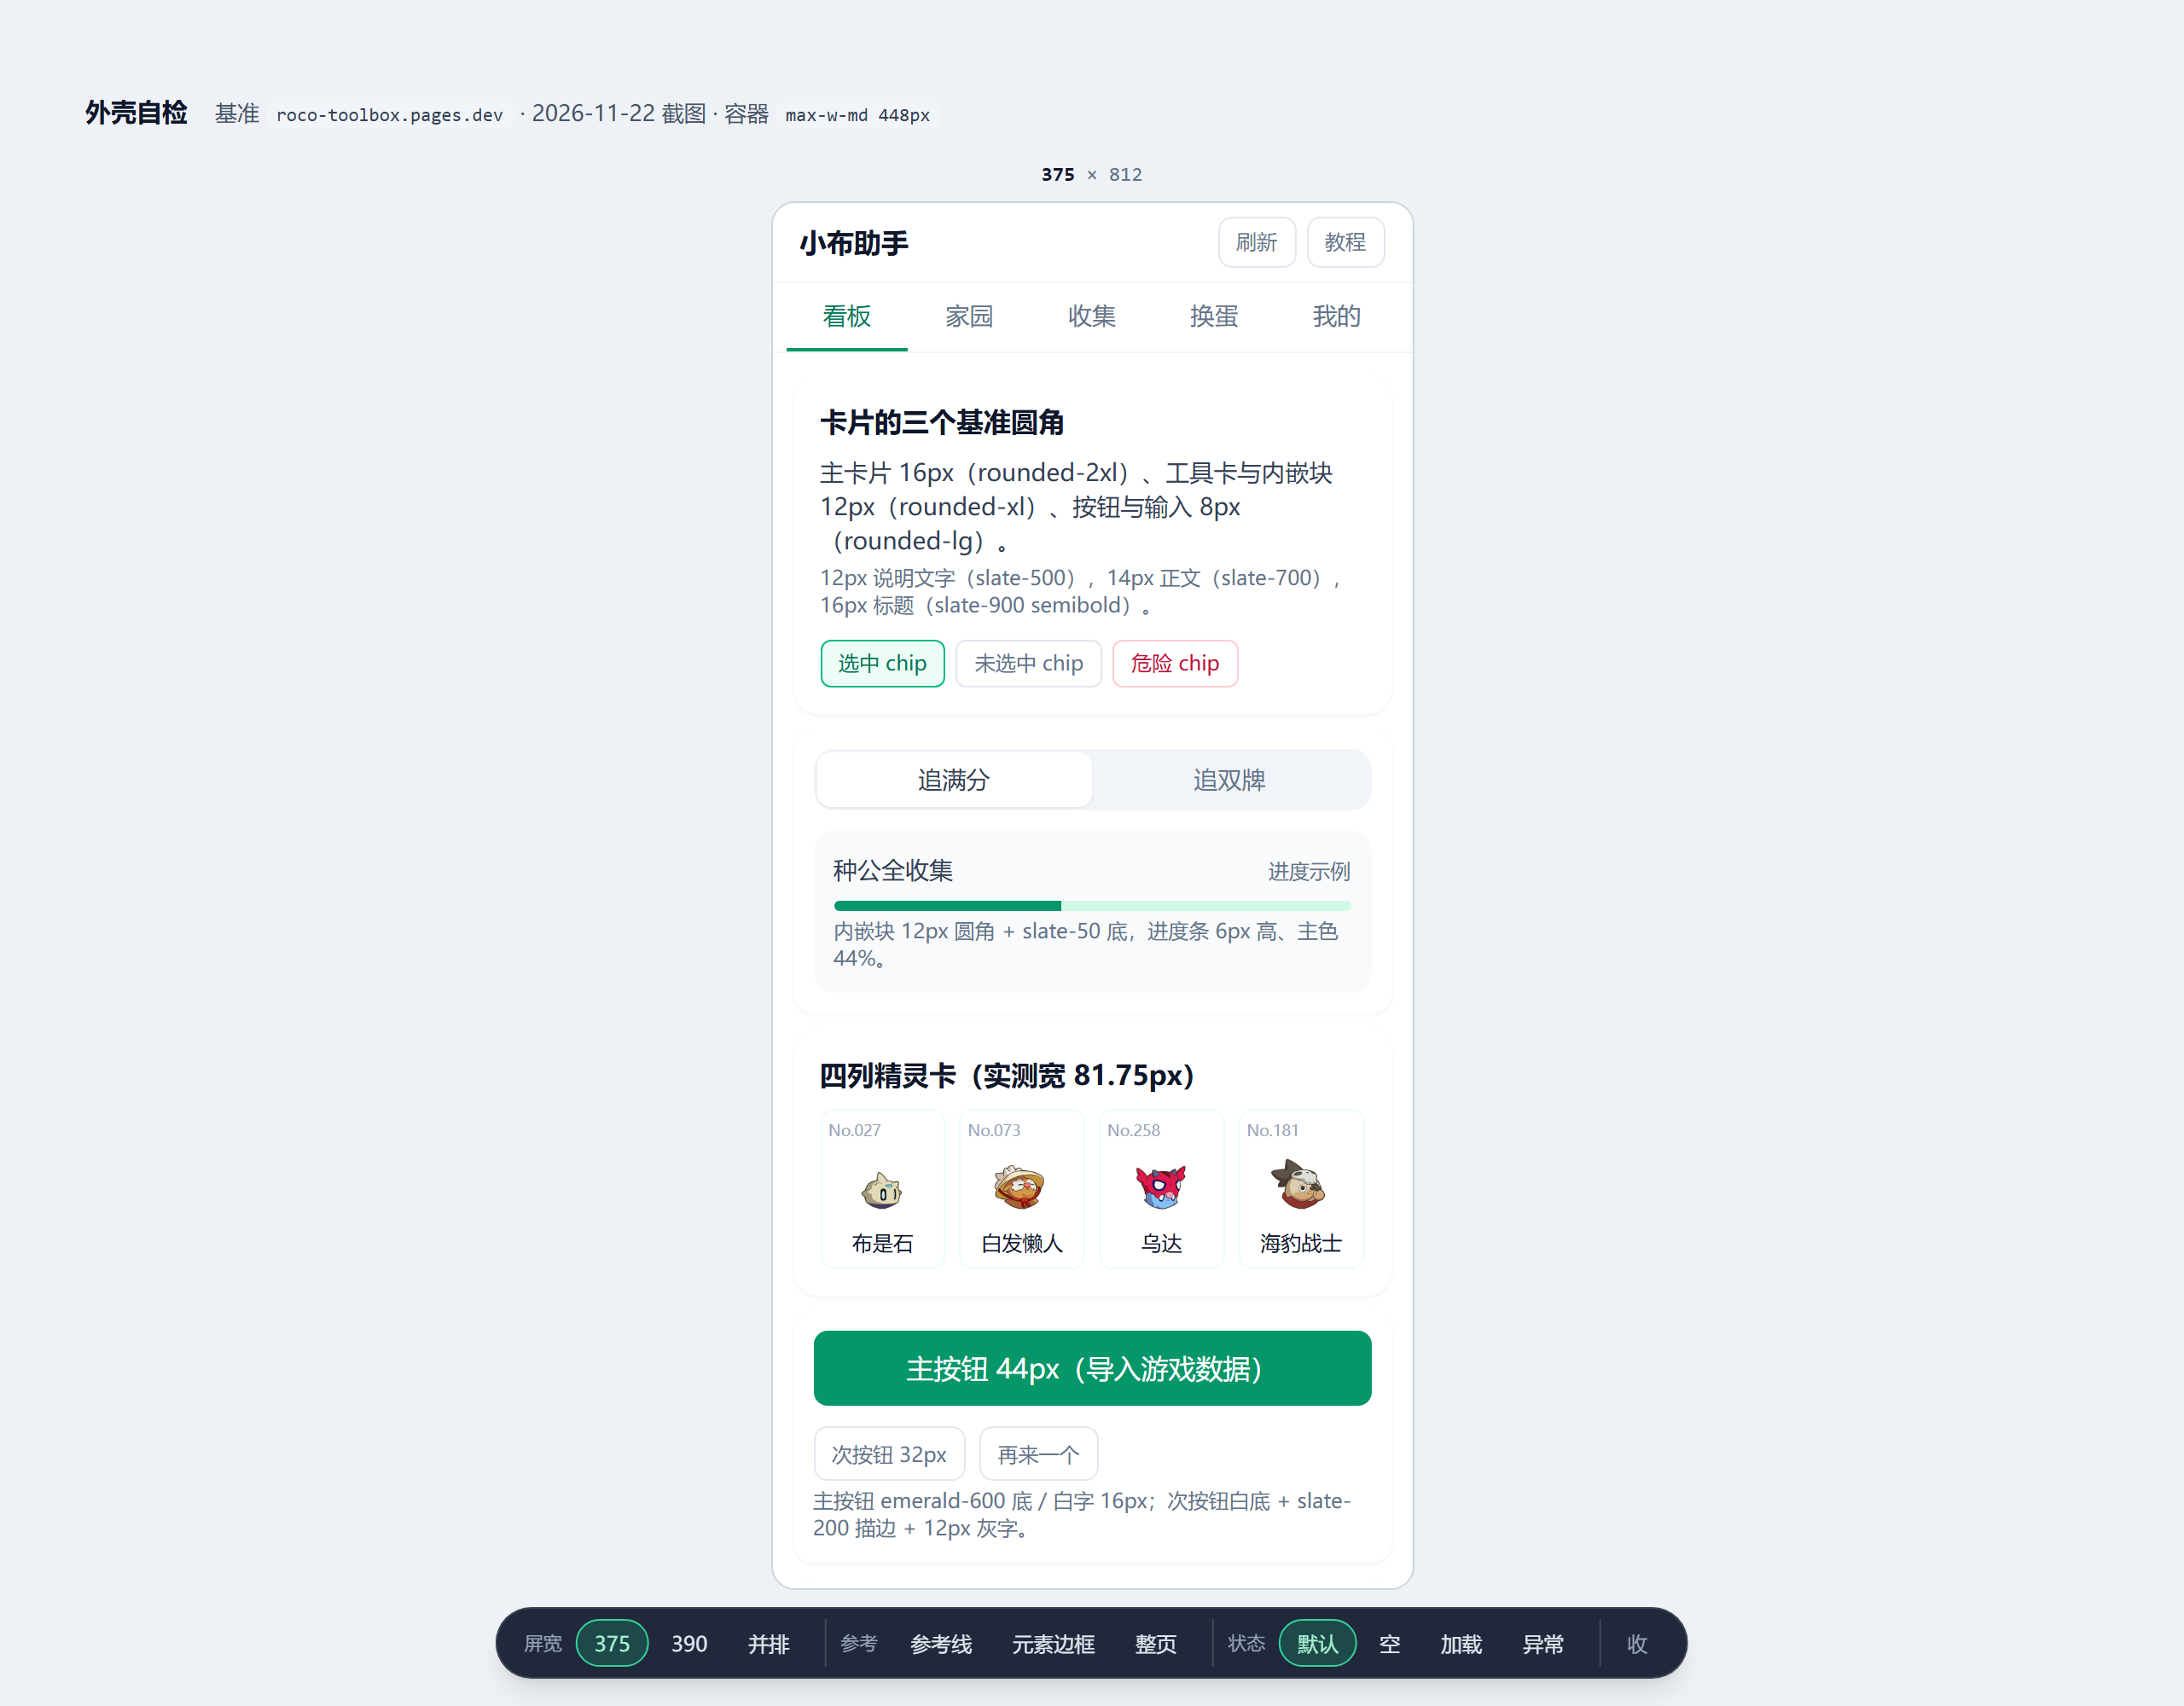 外壳自检 基准 roco-toolbox.pages.dev · 2026-11-22 截图 · 容器 max-w-md 448px
375 × 812
小布助手 刷新 教程
看板 家园 收集 换蛋 我的
卡片的三个基准圆角
主卡片 16px（rounded-2xl）、工具卡与内嵌块
12px（rounded-xl）、按钮与输入 8px
（rounded-lg）。
12px 说明文字（slate-500），14px 正文（slate-700），
16px 标题（slate-900 semibold）。
选中 chip 未选中 chip 危险 chip
追满分 追双牌
种公全收集 进度示例
内嵌块 12px 圆角 + slate-50 底，进度条 6px 高、主色
44%。
四列精灵卡（实测宽 81.75px）
No.027 No.073 No.258 No.181
布是石 白发懒人 乌达 海豹战士
主按钮 44px（导入游戏数据）
次按钮 32px 再来一个
主按钮 emerald-600 底 / 白字 16px；次按钮白底 + slate-
200 描边 + 12px 灰字。
屏宽 375 390 并排 参考 参考线 元素边框 整页 状态 默认 空 加载 异常 收